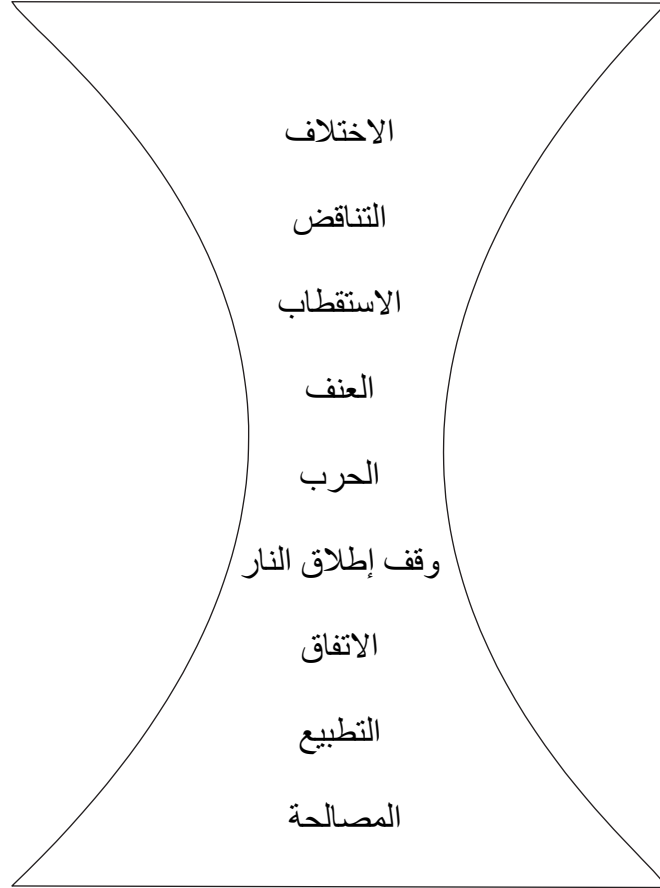 الاختلاف
التناقض
الاستقطاب
العنف
الحرب
وقف إطلاق النار
الاتفاق
التطبيع
المصالحة